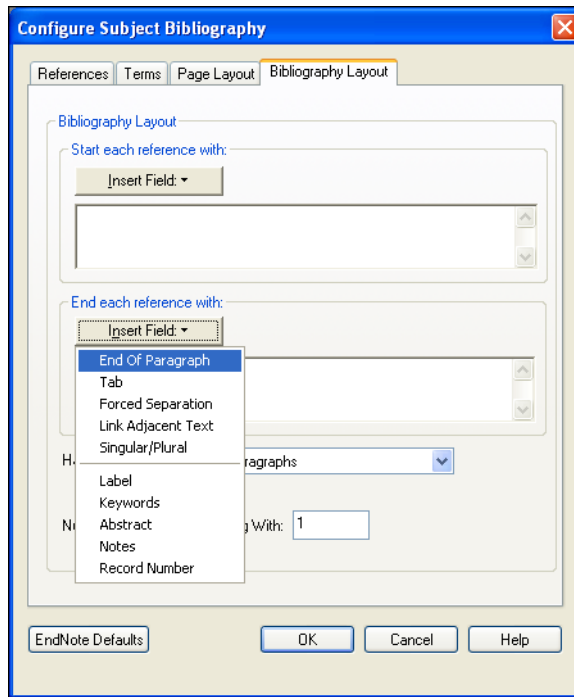 Configure Subject Bibliography
References Terms Page Layout Bibliography Layout
Bibliography Layout
Start each reference with:
Insert Field:
End each reference with:
Insert Field:
End Of Paragraph
Tab
Forced Separation
Link Adjacent Text
Singular/Plural
ragraphs
Label
Keywords
Abstract
With: 1
Notes
Record Number
EndNote Defaults OK Cancel Help